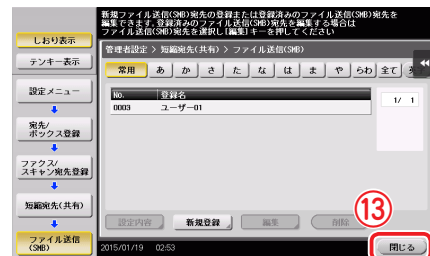 新規ファイル送信(SMB)宛先の登録または登録済みのファイル送信(SMB)宛先を
編集できます。登録済みのファイル送信(SMB)宛先を編集する場合は
ファイル送信(SMB)宛先を選択し[編集]キーを押してください
しおり表示
テンキー表示
設定メニュー
宛先/
ボックス登録
ファクス/
スキャン宛先登録
短縮宛先(共有)
ファイル送信
(SMB)
管理者設定 > 短縮宛先(共有) > ファイル送信(SMB)
常用 あ か さ た な は ま や らわ 全て
No. 登録名
0003 ユーザー01
1/ 1
設定内容 新規登録 編集 削除
⑬
2015/01/19 02:53
閉じる